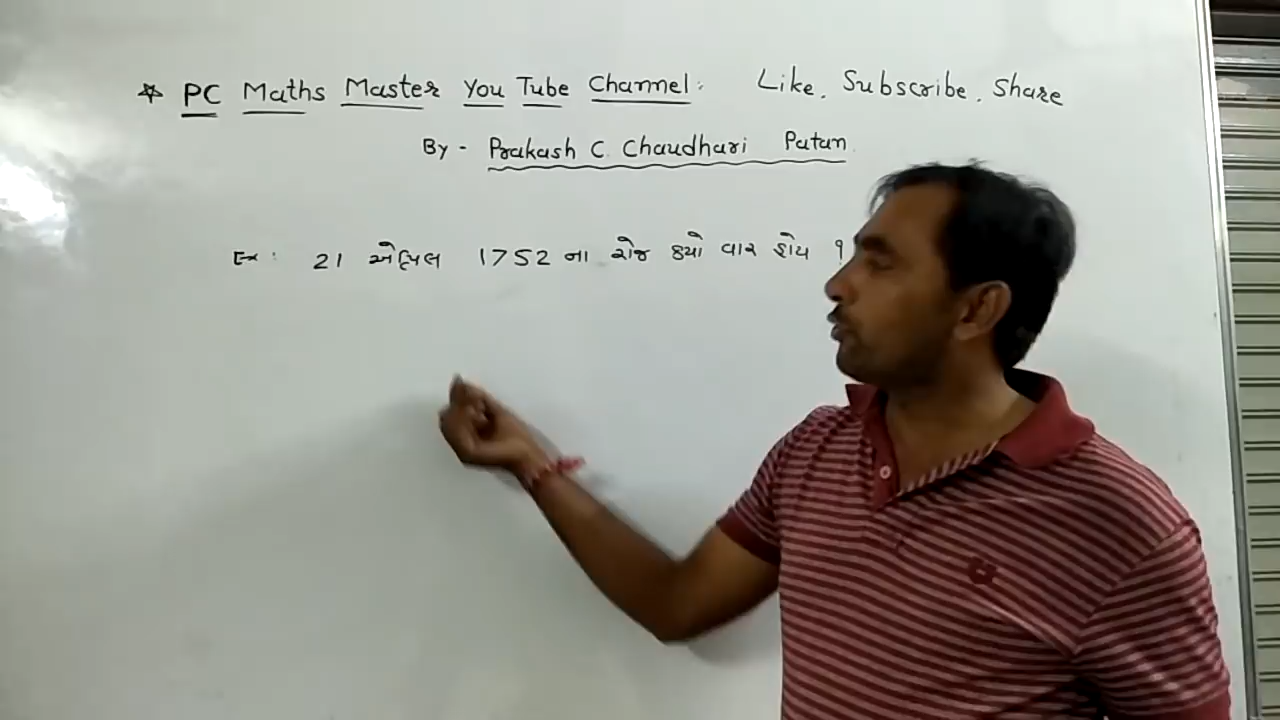 ☆ PC Maths Master You Tube Channel: Like, Subscribe, Share
By - Prakash C. Chaudhari Patan
Ex: 21 એપ્રિલ 1752 ના રોજ કયો વાર હોય ?